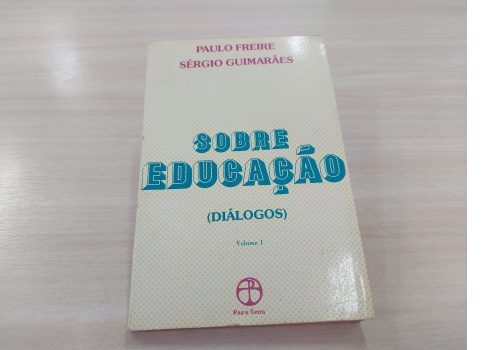 PAULO FREIRE
SÉRGIO GUIMARÃES
SOBRE
EDUCAÇÃO
(DIÁLOGOS)
Volume 1
Paz e Terra